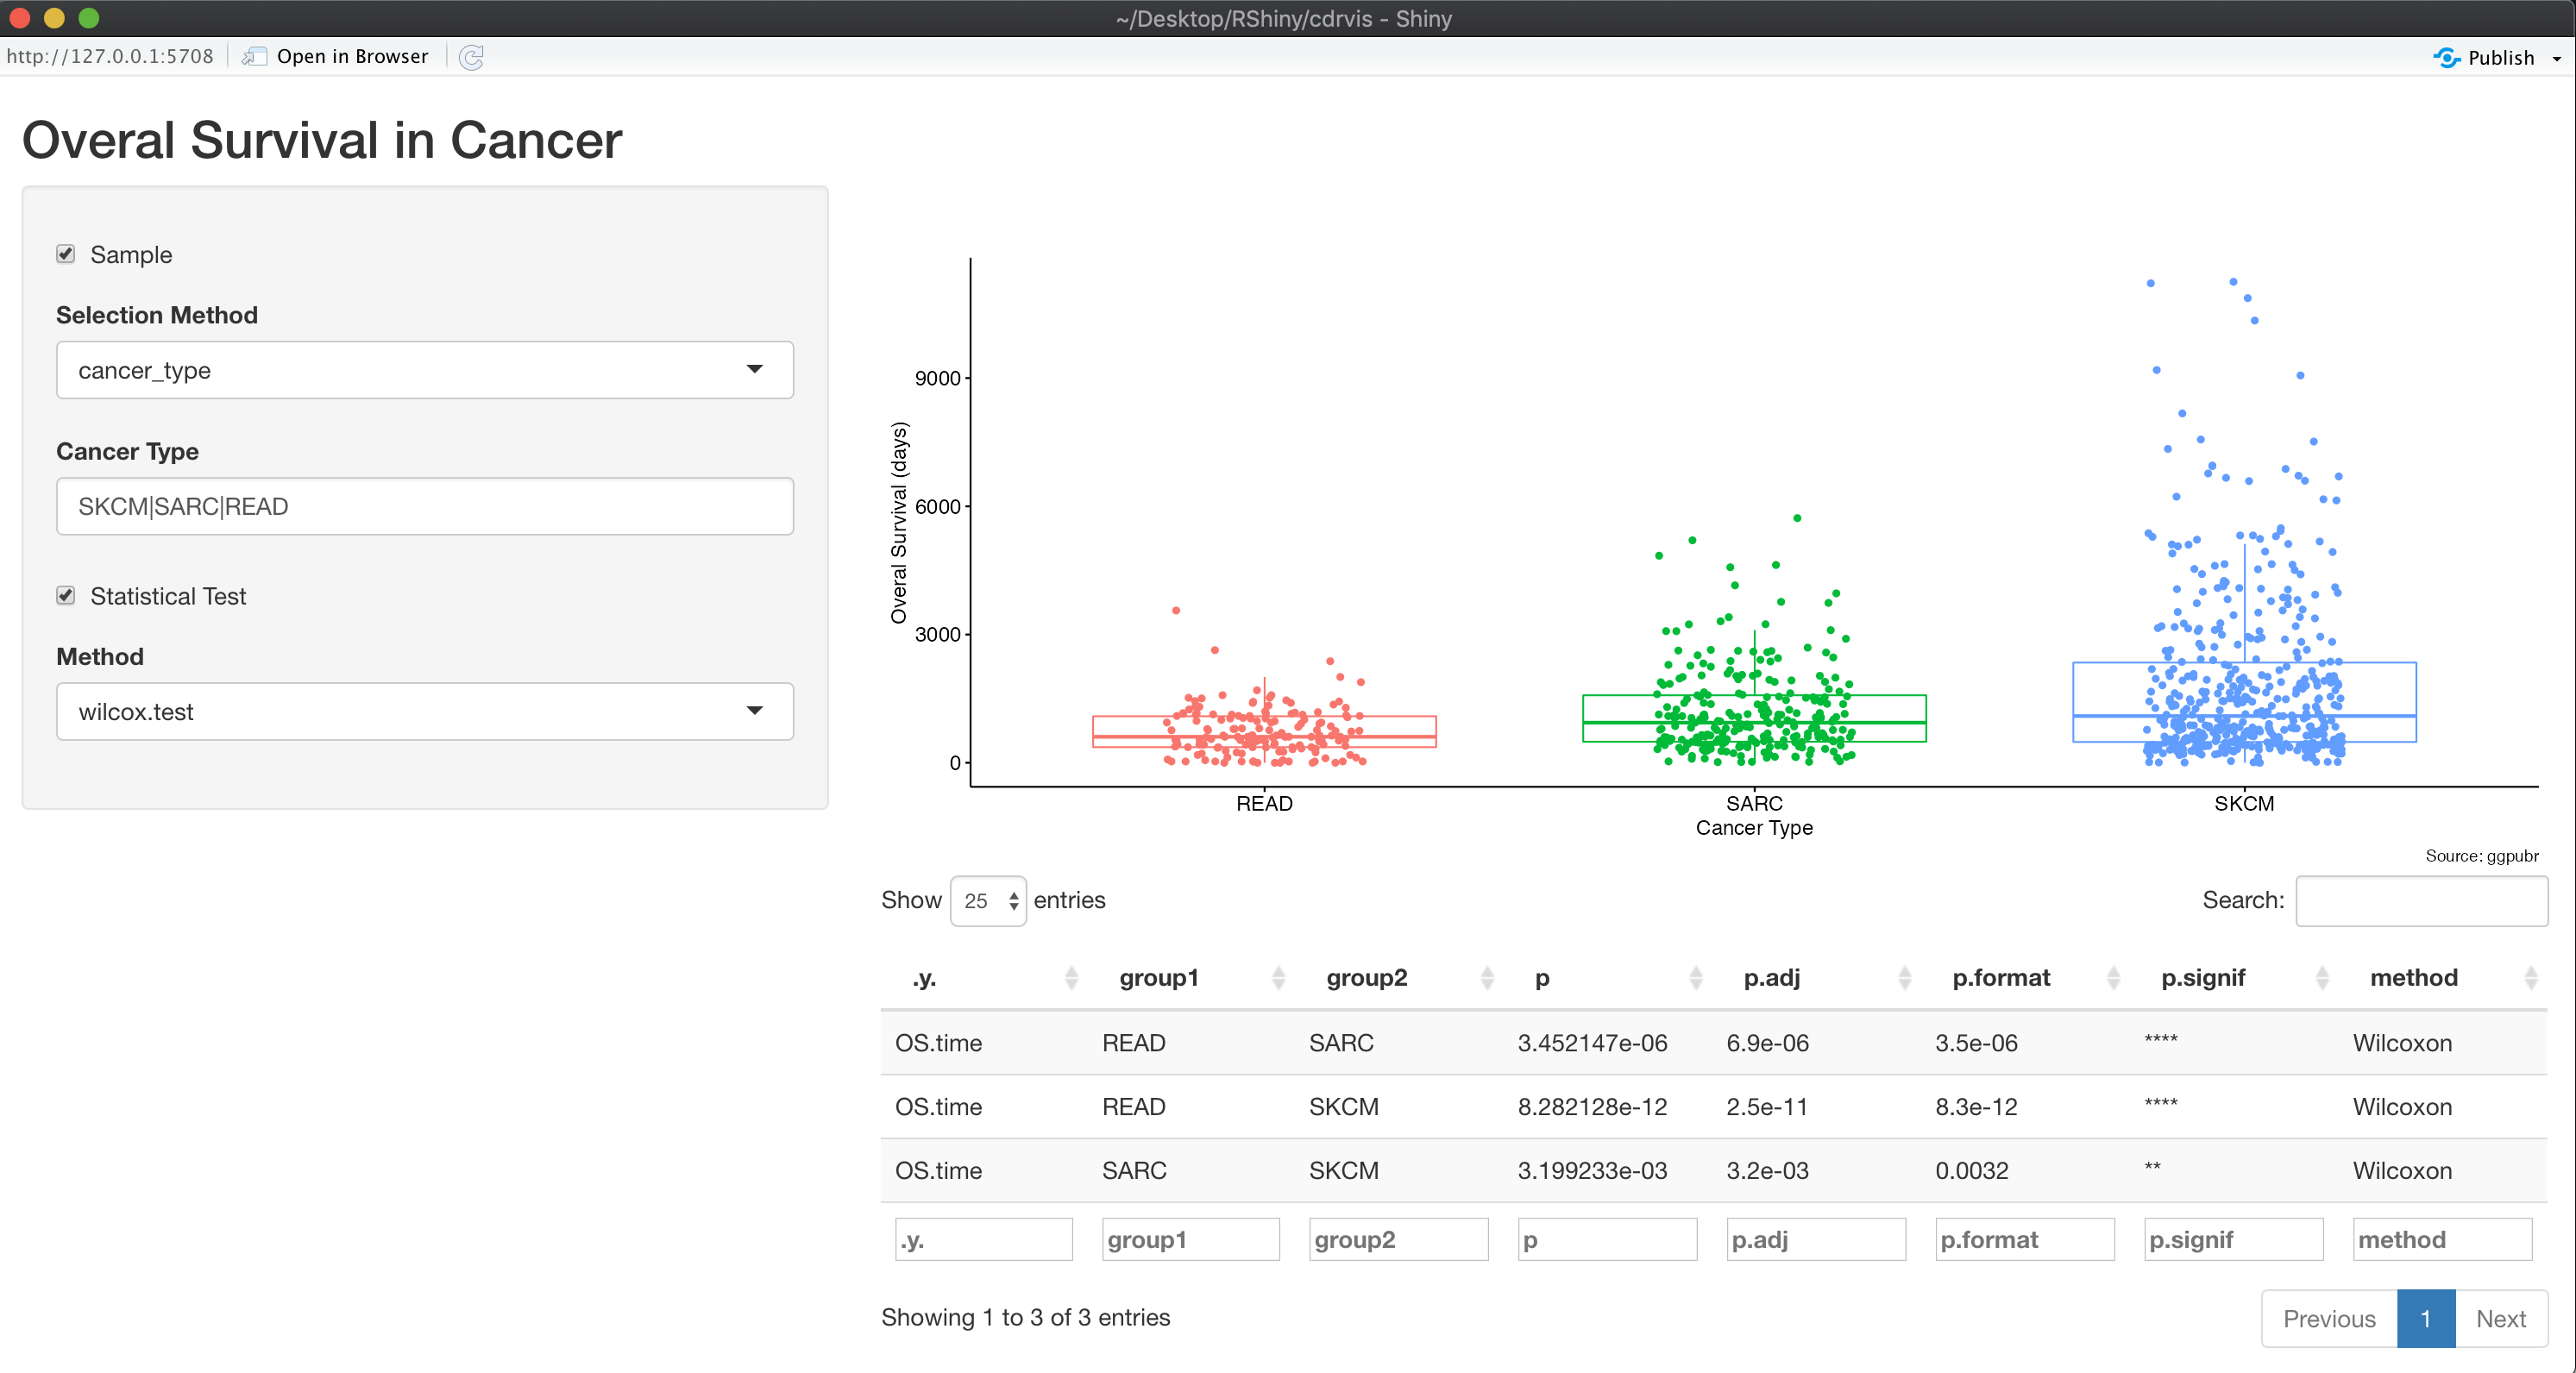 ~/Desktop/RShiny/cdrvis - Shiny
http://127.0.0.1:5708 Open in Browser Publish
Overal Survival in Cancer
Sample
Selection Method
cancer_type
Cancer Type
SKCM|SARC|READ
Statistical Test
Method
wilcox.test
Overal Survival (days)
9000
6000
3000
0
READ SARC SKCM
Cancer Type
Source: ggpubr
Show 25 entries Search:
.y. group1 group2 p p.adj p.format p.signif method
OS.time READ SARC 3.452147e-06 6.9e-06 3.5e-06 **** Wilcoxon
OS.time READ SKCM 8.282128e-12 2.5e-11 8.3e-12 **** Wilcoxon
OS.time SARC SKCM 3.199233e-03 3.2e-03 0.0032 ** Wilcoxon
.y. group1 group2 p p.adj p.format p.signif method
Showing 1 to 3 of 3 entries Previous 1 Next